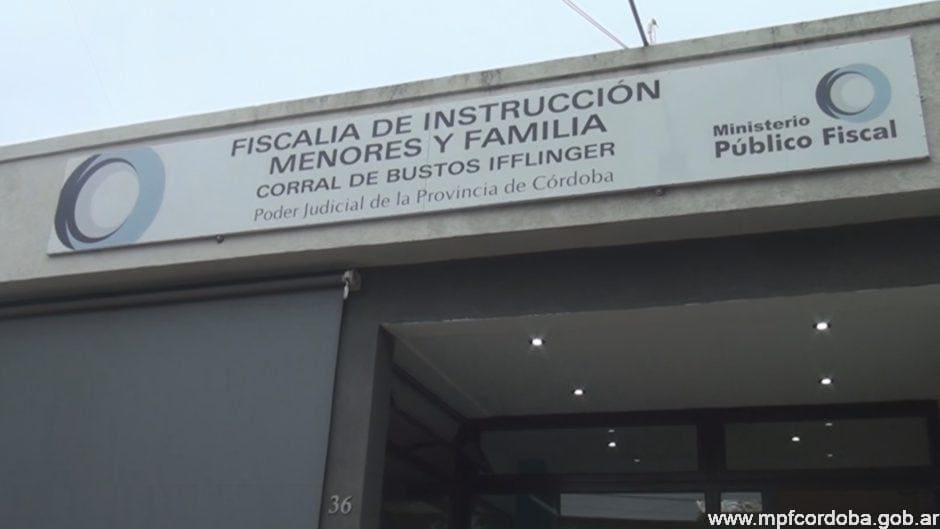 FISCALIA DE INSTRUCCIÓN
MENORES Y FAMILIA
CORRAL DE BUSTOS IFFLINGER
Poder Judicial de la Provincia de Córdoba
Ministerio
Público Fiscal
36
www.mpfcordoba.gob.ar